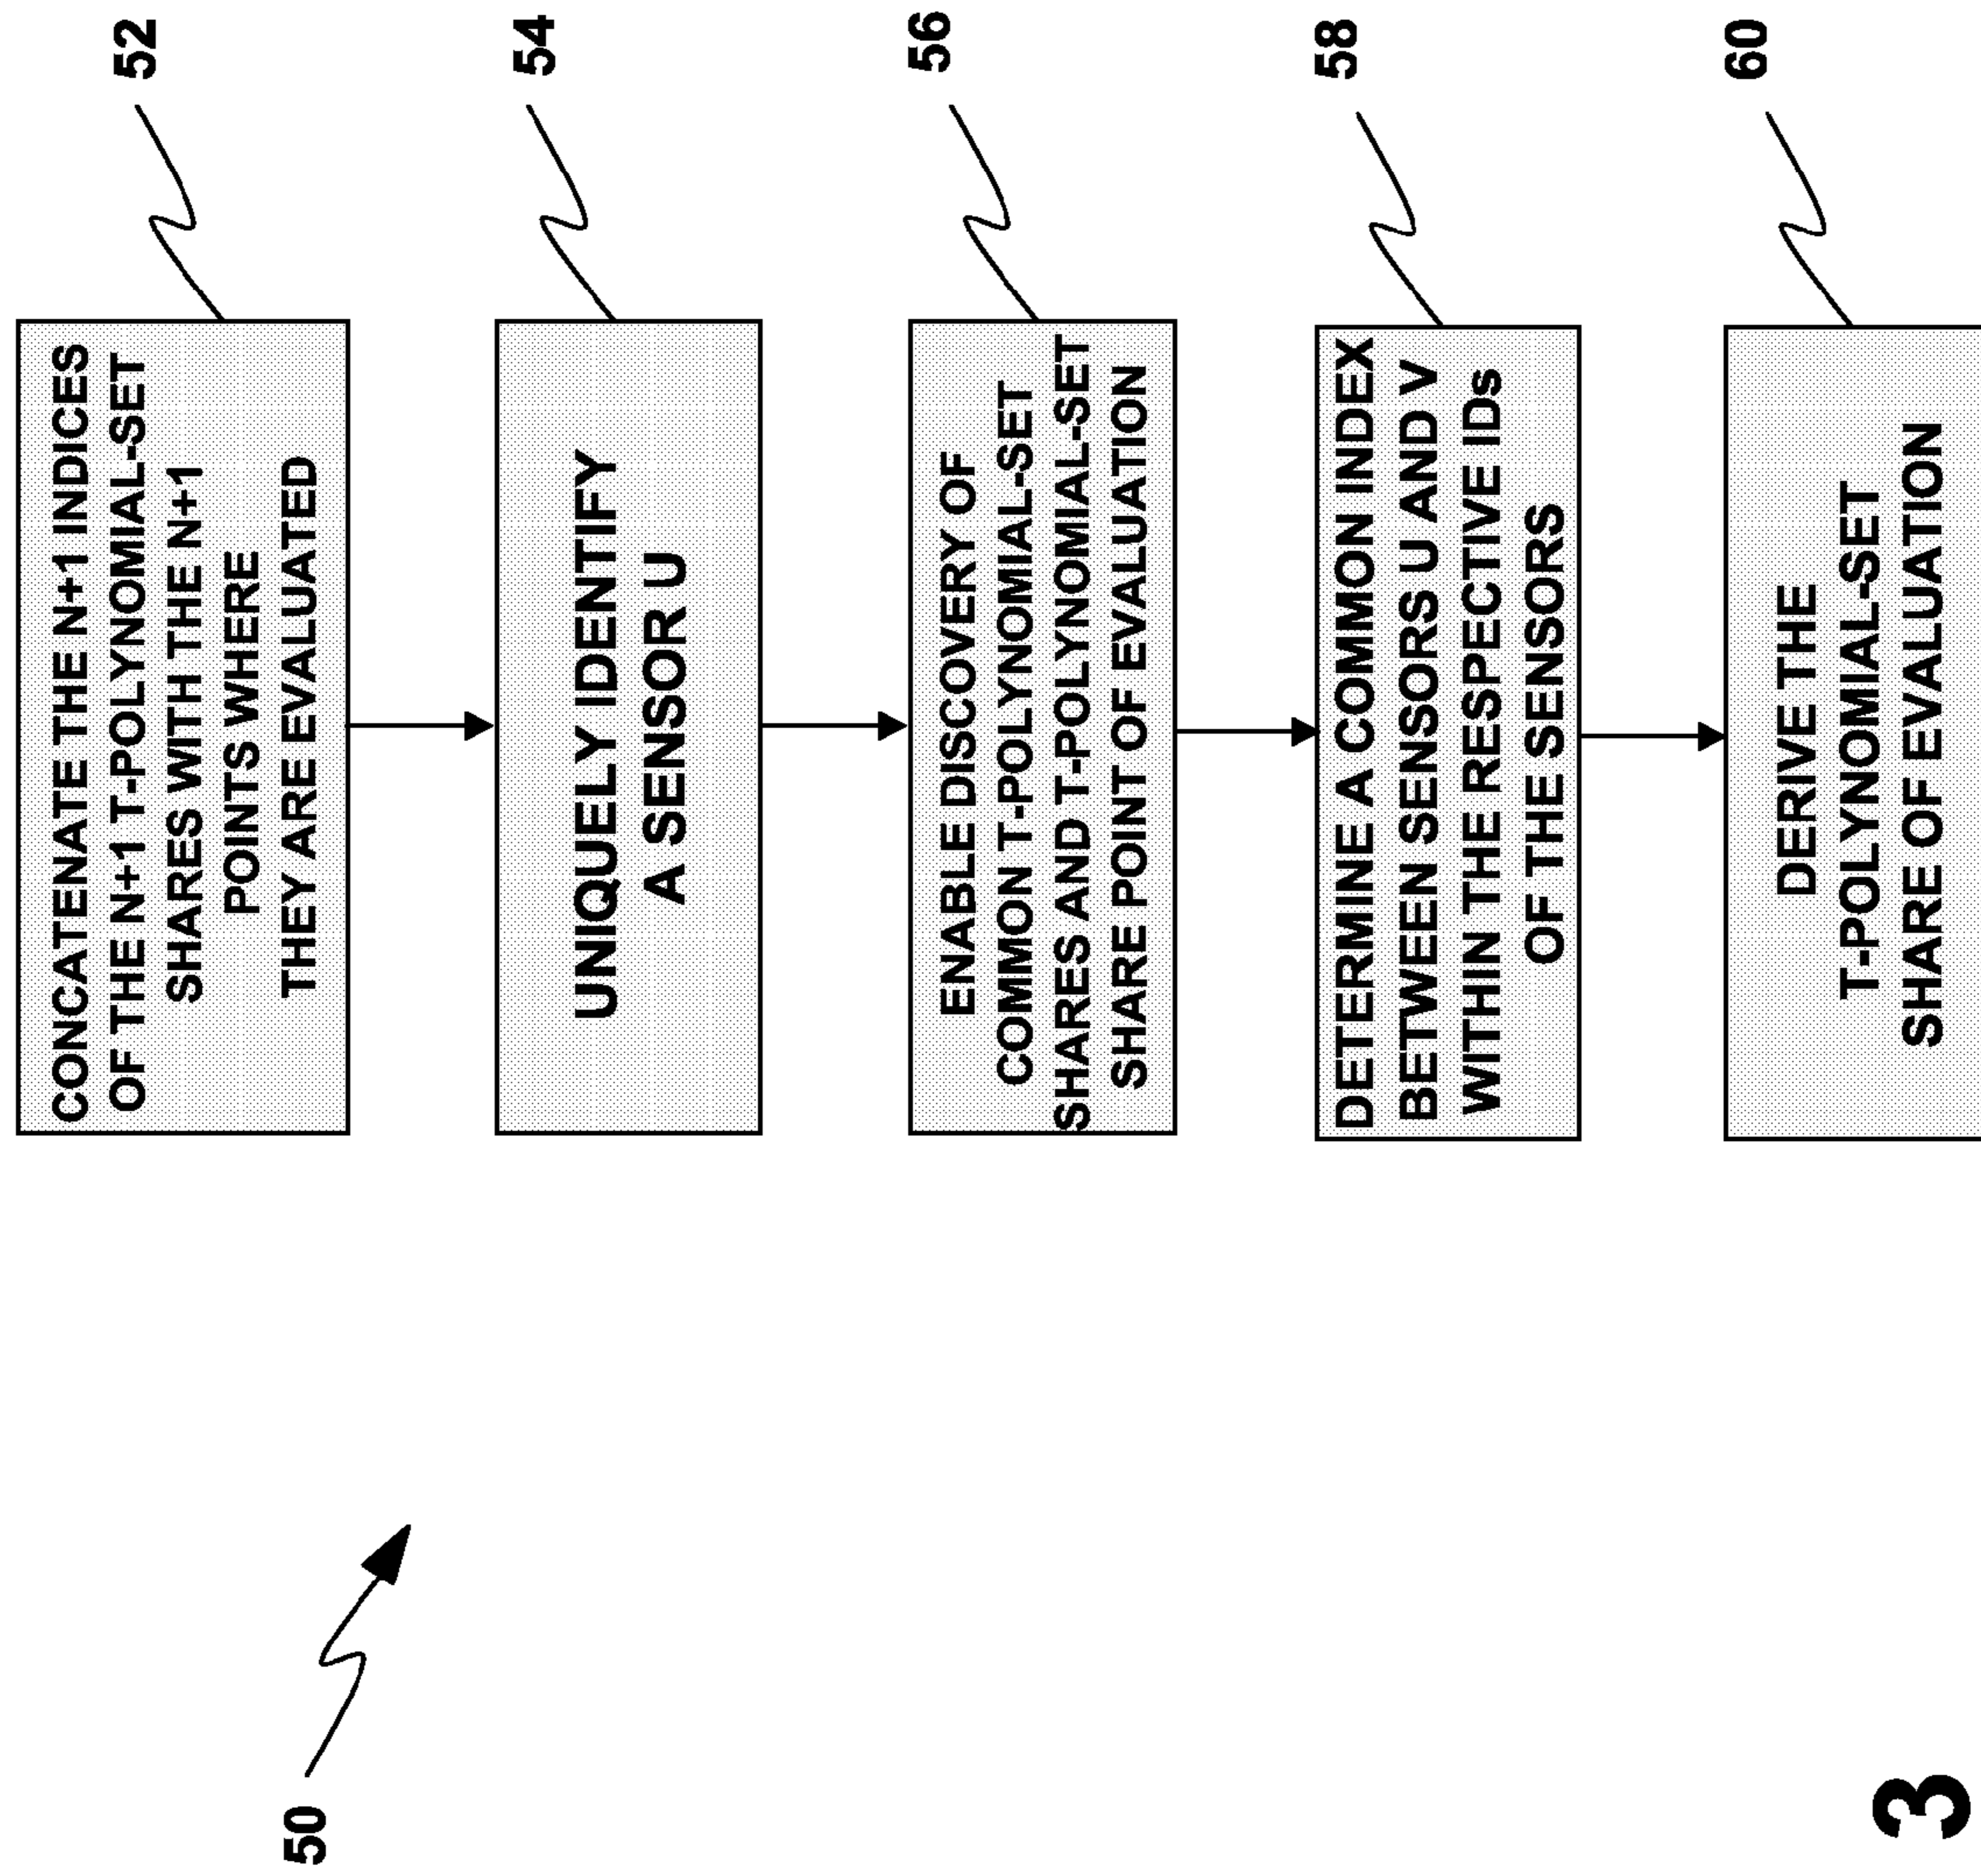 50
CONCATENATE THE N+1 INDICES
OF THE N+1 T-POLYNOMIAL-SET
SHARES WITH THE N+1
POINTS WHERE
THEY ARE EVALUATED
52
UNIQUELY IDENTIFY
A SENSOR U
54
ENABLE DISCOVERY OF
COMMON T-POLYNOMIAL-SET
SHARES AND T-POLYNOMIAL-SET
SHARE POINT OF EVALUATION
56
DETERMINE A COMMON INDEX
BETWEEN SENSORS U AND V
WITHIN THE RESPECTIVE IDs
OF THE SENSORS
58
DERIVE THE
T-POLYNOMIAL-SET
SHARE OF EVALUATION
60
3